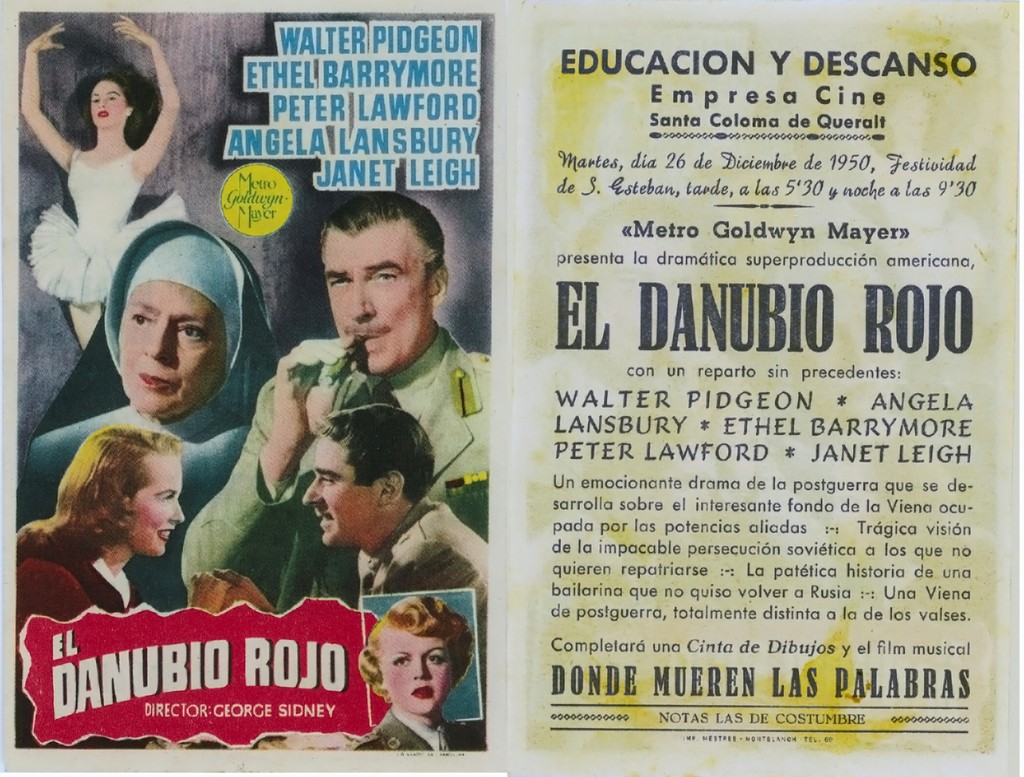 WALTER PIDGEON
ETHEL BARRYMORE
PETER LAWFORD
ANGELA LANSBURY
JANET LEIGH
Metro
Goldwyn-
Mayer
EL
DANUBIO ROJO
DIRECTOR: GEORGE SIDNEY
EDUCACION Y DESCANSO
Empresa Cine
Santa Coloma de Queralt
Martes, dia 26 de Diciembre de 1950, Festividad
de S. Esteban, tarde, a las 5'30 y noche a las 9'30
«Metro Goldwyn Mayer»
presenta la dramática superproducción americana,
EL DANUBIO ROJO
con un reparto sin precedentes:
WALTER PIDGEON * ANGELA
LANSBURY * ETHEL BARRYMORE
PETER LAWFORD * JANET LEIGH
Un emocionante drama de la postguerra que se de-
sarrolla sobre el interesante fondo de la Viena ocu-
pada por las potencias aliadas :-: Trágica visión
de la impacable persecución soviética a los que no
quieren repatriarse :-: La patética historia de una
bailarina que no quiso volver a Rusia :-: Una Viena
de postguerra, totalmente distinta a la de los valses.
Completará una Cinta de Dibujos y el film musical
DONDE MUEREN LAS PALABRAS
NOTAS LAS DE COSTUMBRE
IMP. MESTRES - MONTBLANCH - TEL. 69